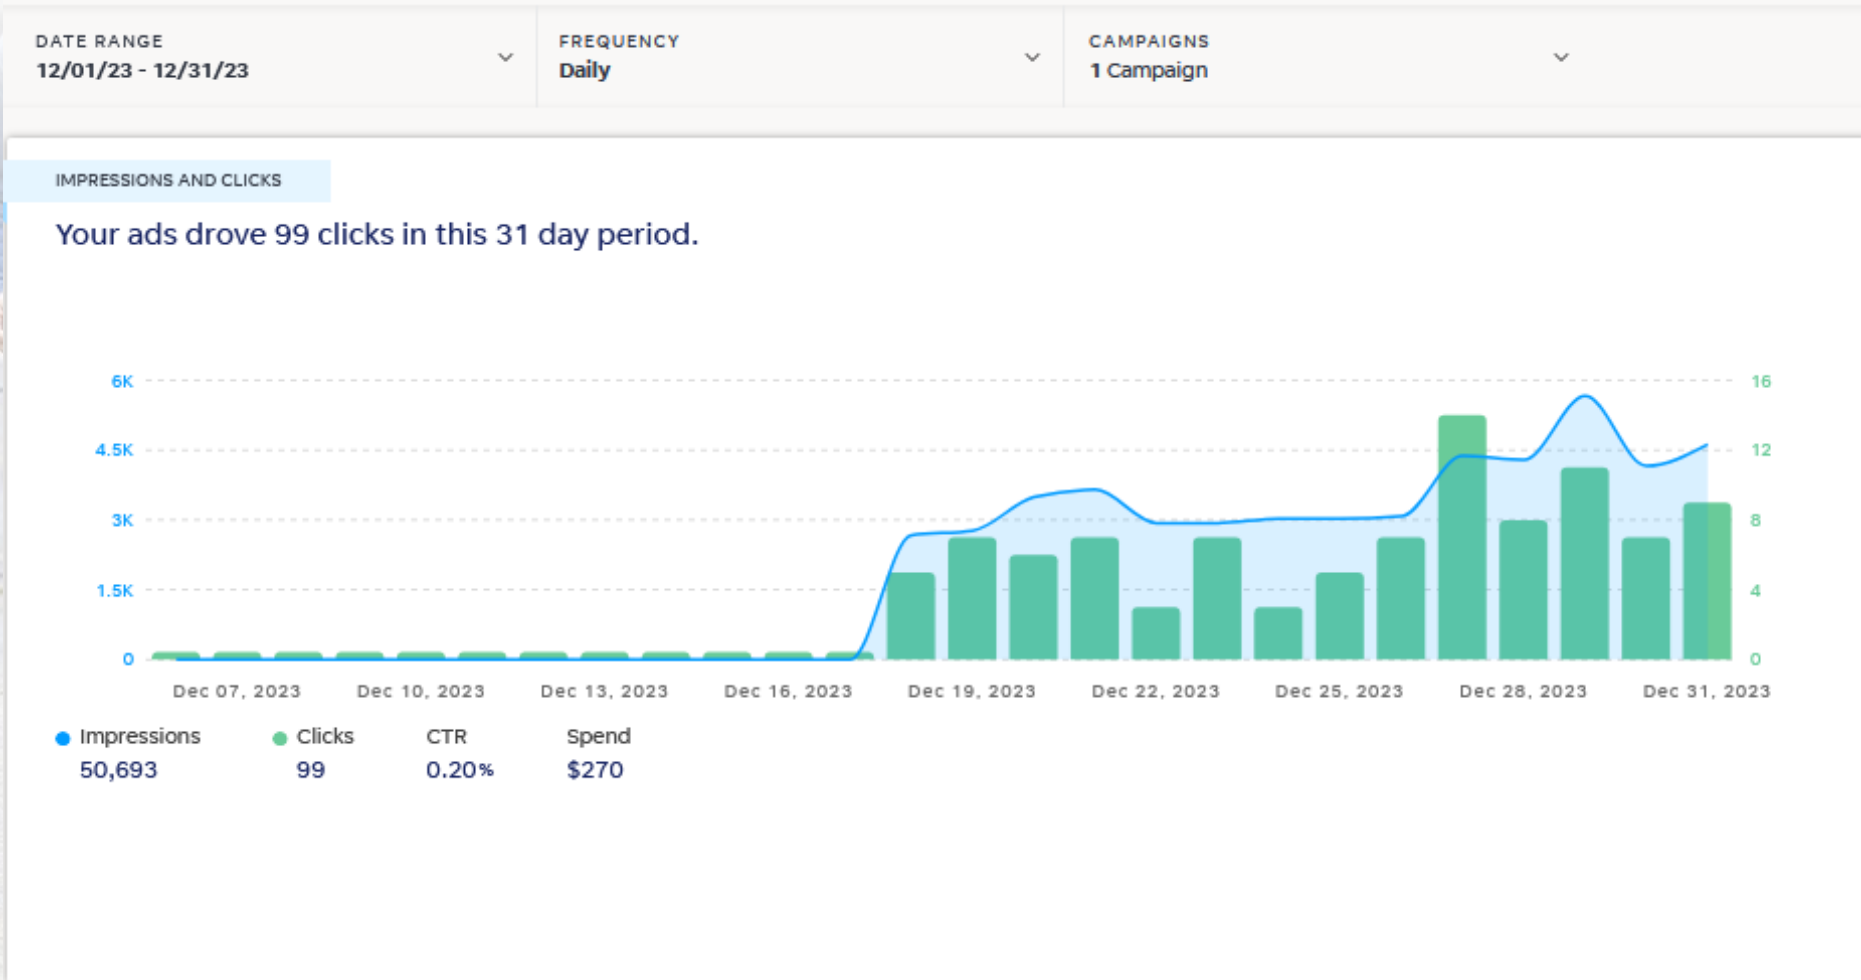 DATE RANGE
12/01/23 - 12/31/23
FREQUENCY
Daily
CAMPAIGNS
1 Campaign
IMPRESSIONS AND CLICKS
Your ads drove 99 clicks in this 31 day period.
6K
4.5K
3K
1.5K
0
16
12
8
4
0
Dec 07, 2023
Dec 10, 2023
Dec 13, 2023
Dec 16, 2023
Dec 19, 2023
Dec 22, 2023
Dec 25, 2023
Dec 28, 2023
Dec 31, 2023
Impressions
50,693
Clicks
99
CTR
0.20%
Spend
$270